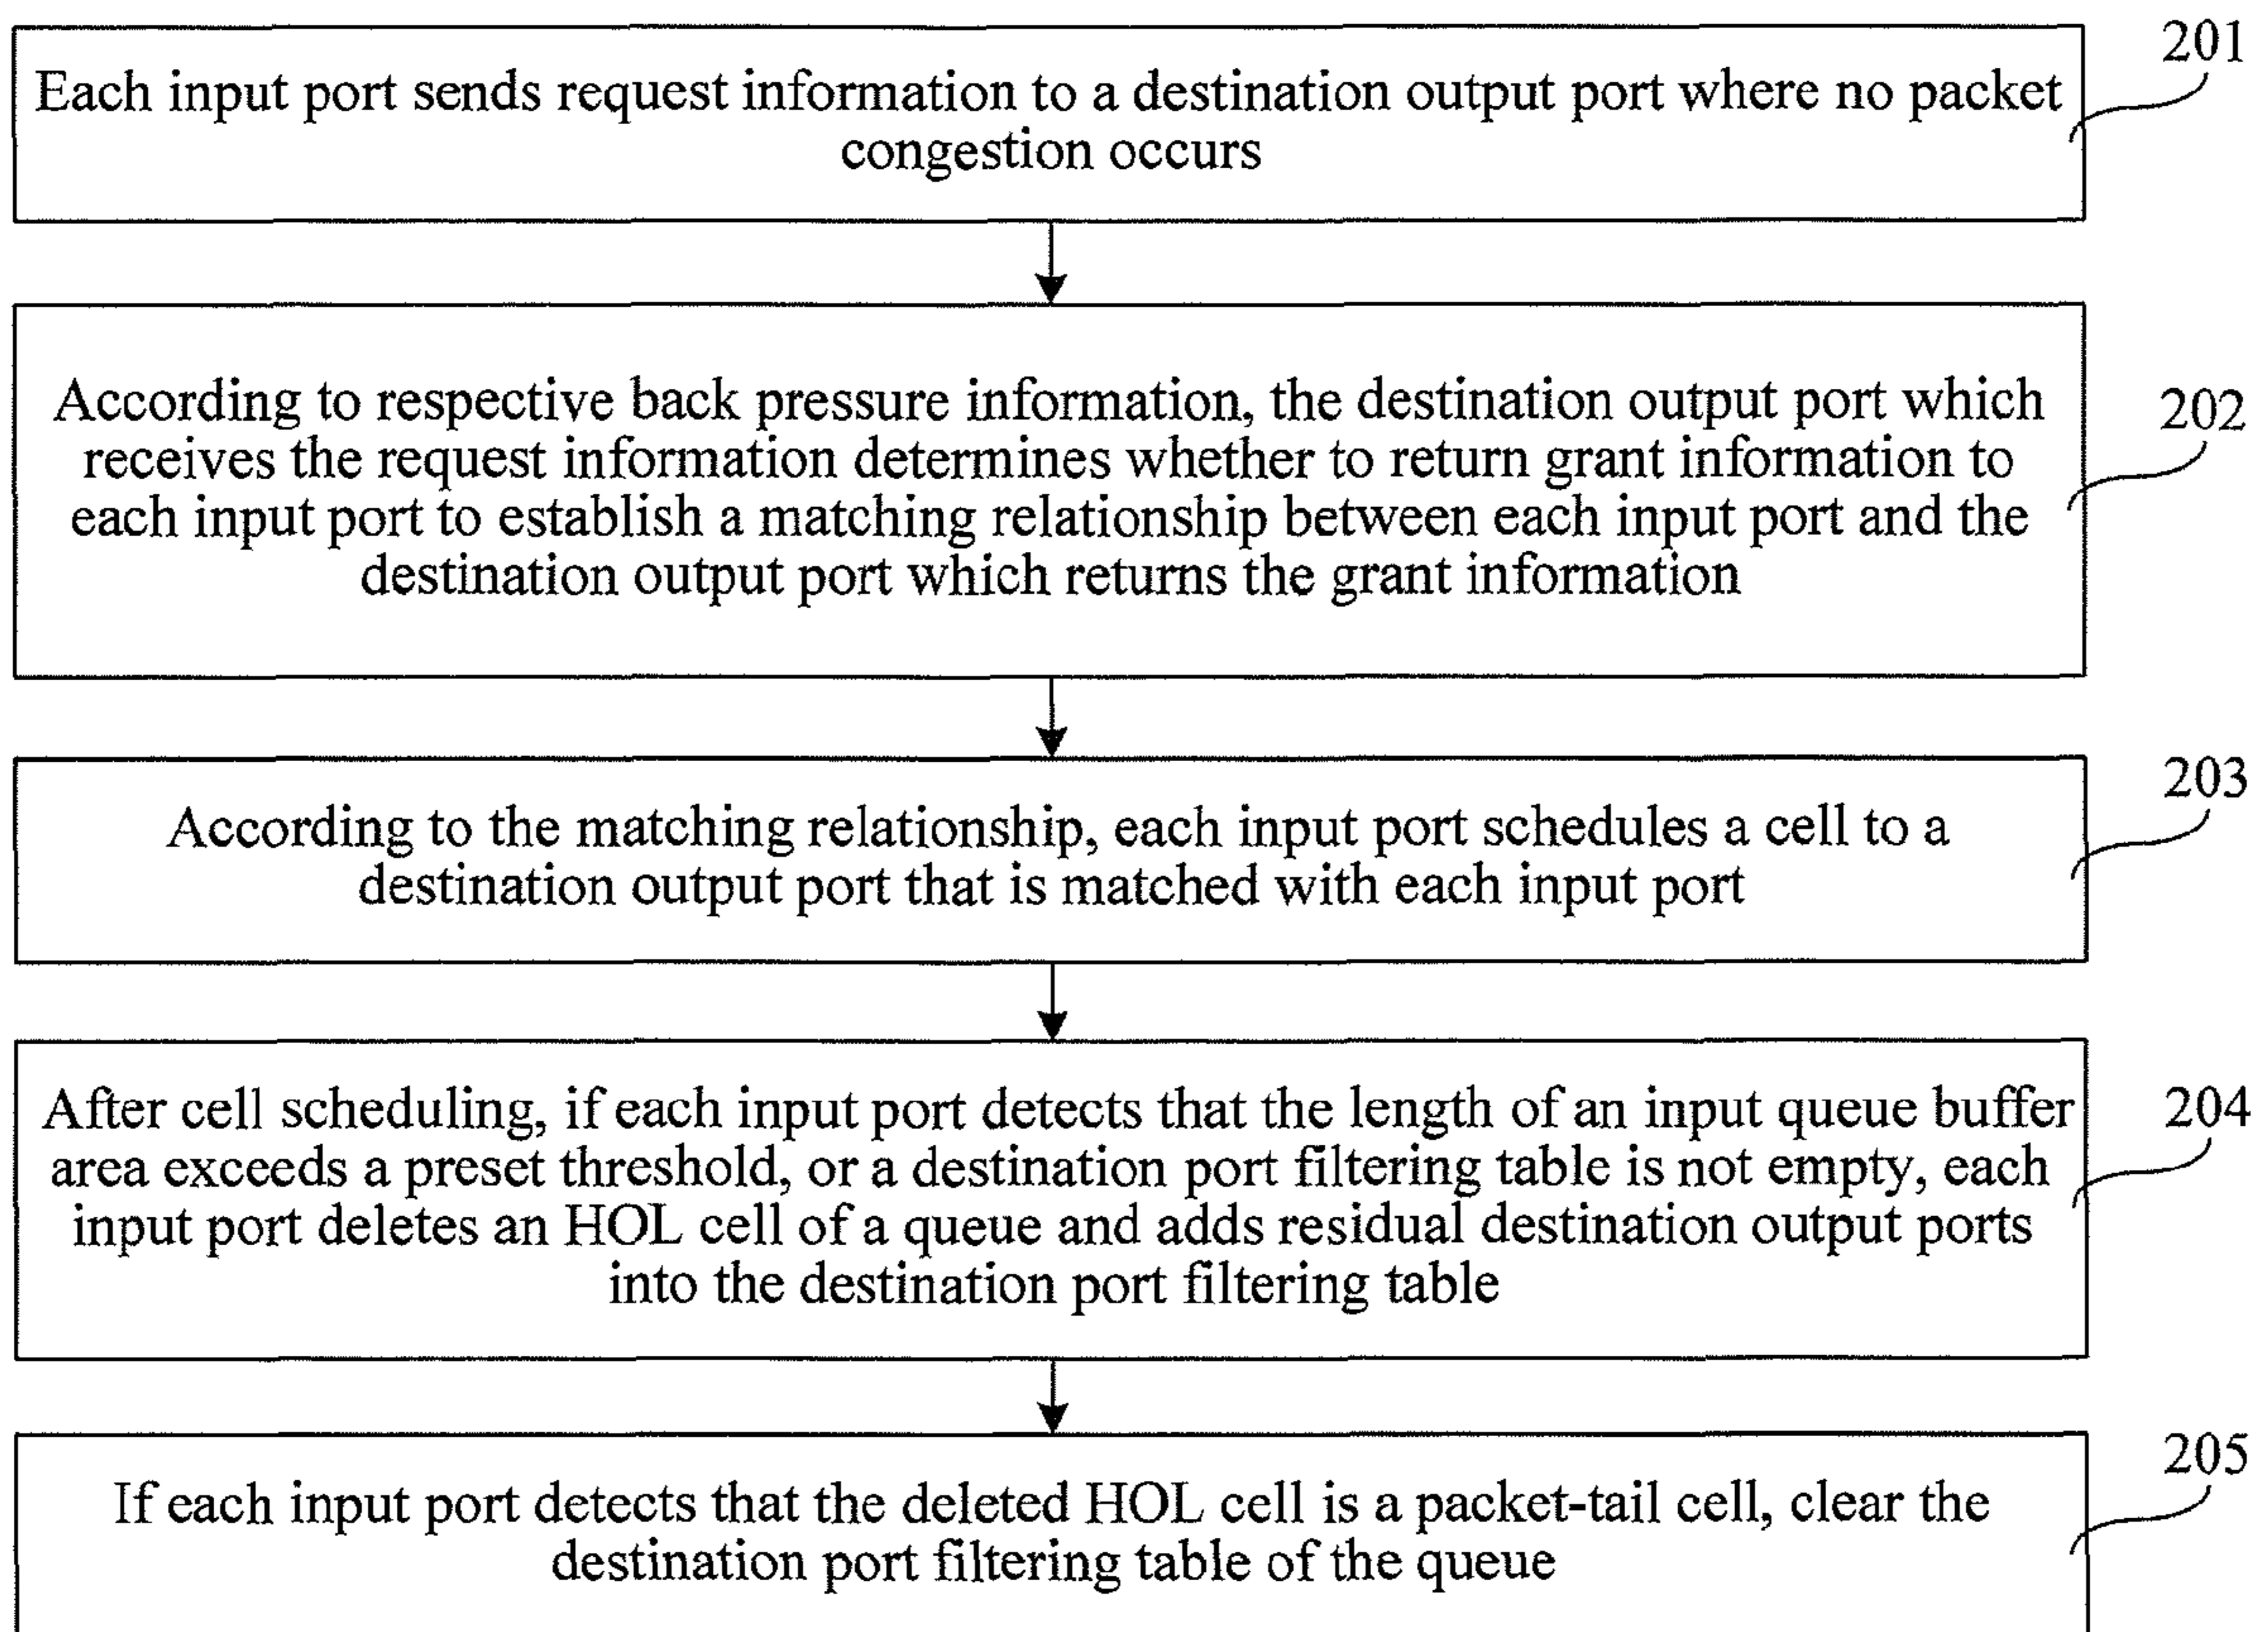 201
Each input port sends request information to a destination output port where no packet
congestion occurs
According to respective back pressure information, the destination output port which
202
receives the request information determines whether to return grant information to
each input port to establish a matching relationship between each input port and the
destination output port which returns the grant information
203
According to the matching relationship, each input port schedules a cell to a
destination output port that is matched with each input port
After cell scheduling, if each input port detects that the length of an input queue buffer
204
area exceeds a preset threshold, or a destination port filtering table is not empty, each
input port deletes an HOL cell of a queue and adds residual destination output ports
into the destination port filtering table
205
If each input port detects that the deleted HOL cell is a packet-tail cell, clear the
destination port filtering table of the queue